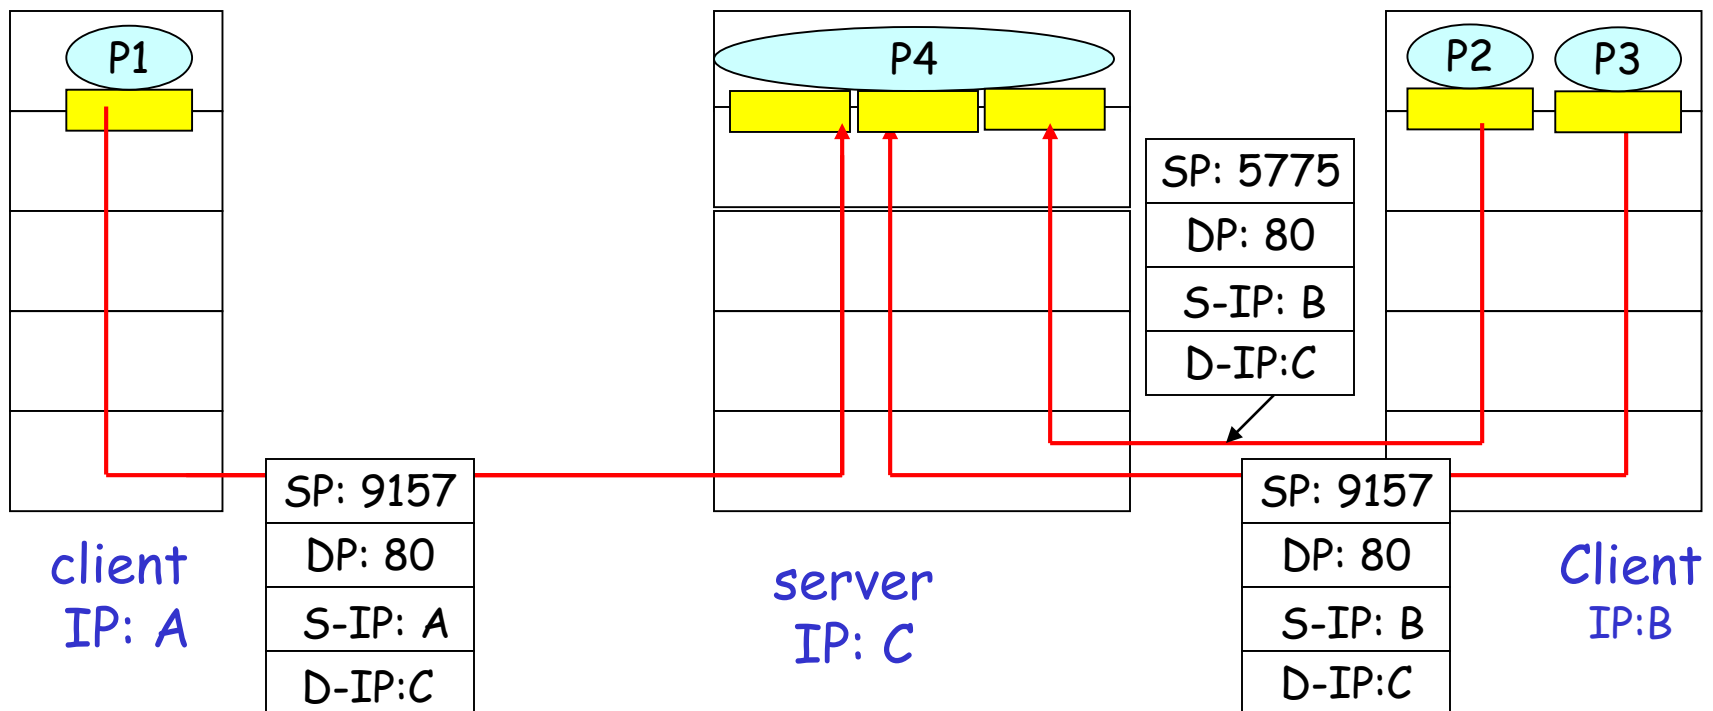 P1
P4
P2
P3
SP: 5775
DP: 80
S-IP: B
D-IP:C
SP: 9157
DP: 80
S-IP: A
D-IP:C
SP: 9157
DP: 80
S-IP: B
D-IP:C
client
IP: A
server
IP: C
Client
IP:B